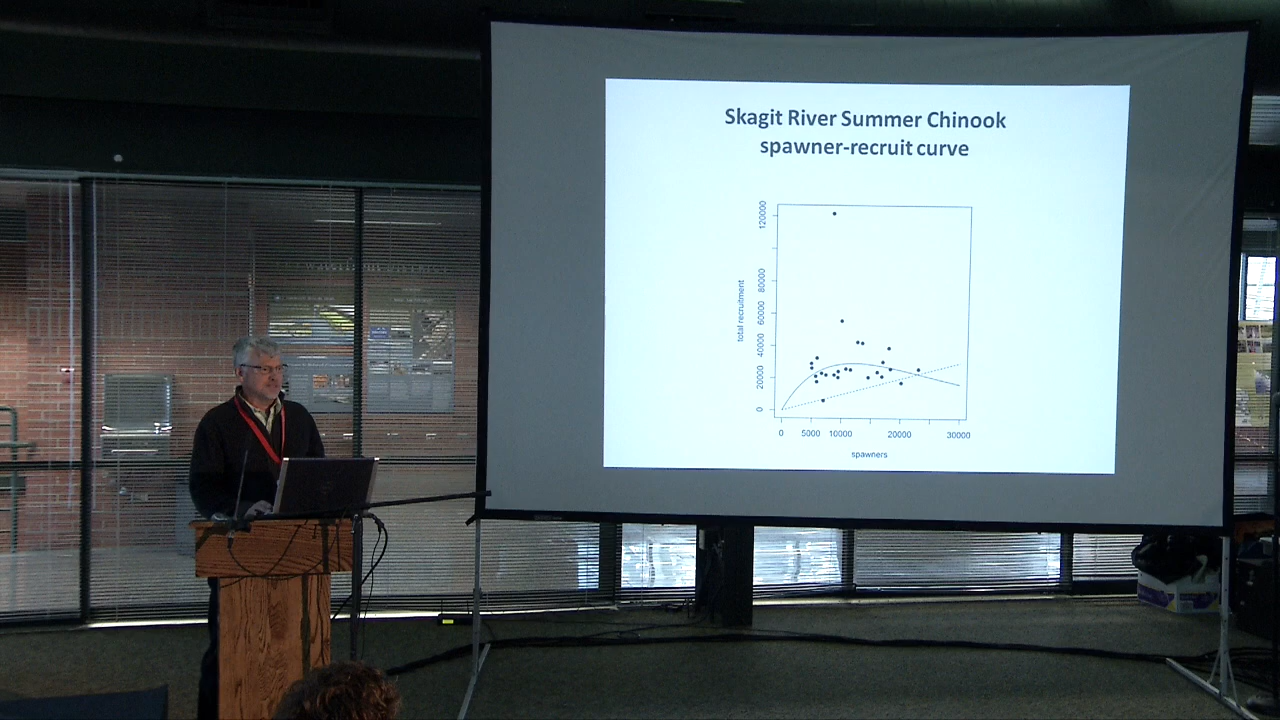 Skagit River Summer Chinook
spawner-recruit curve
total recruitment
120000
80000
60000
40000
20000
0
0 5000 10000 20000 30000
spawners